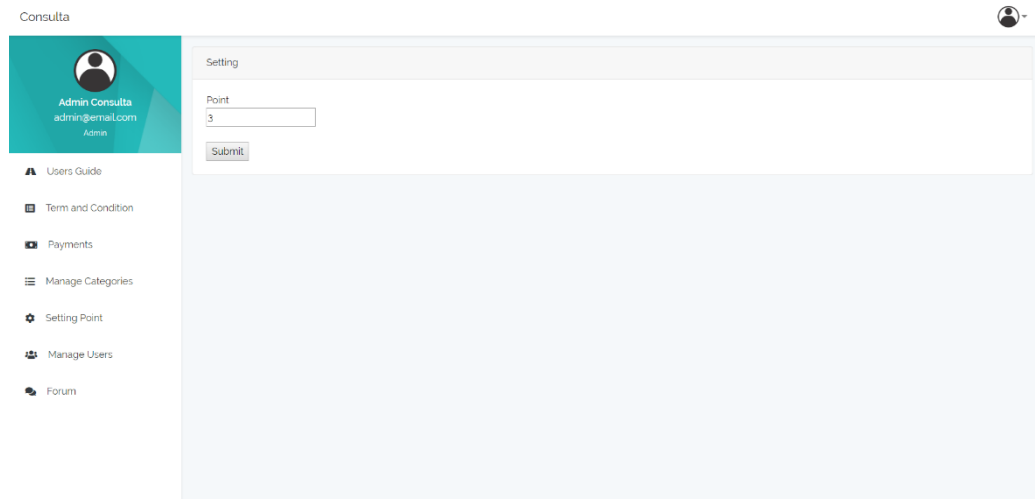 Consulta
Admin Consulta
admin@email.com
Admin
Users Guide
Term and Condition
Payments
Manage Categories
Setting Point
Manage Users
Forum
Setting
Point
3
Submit